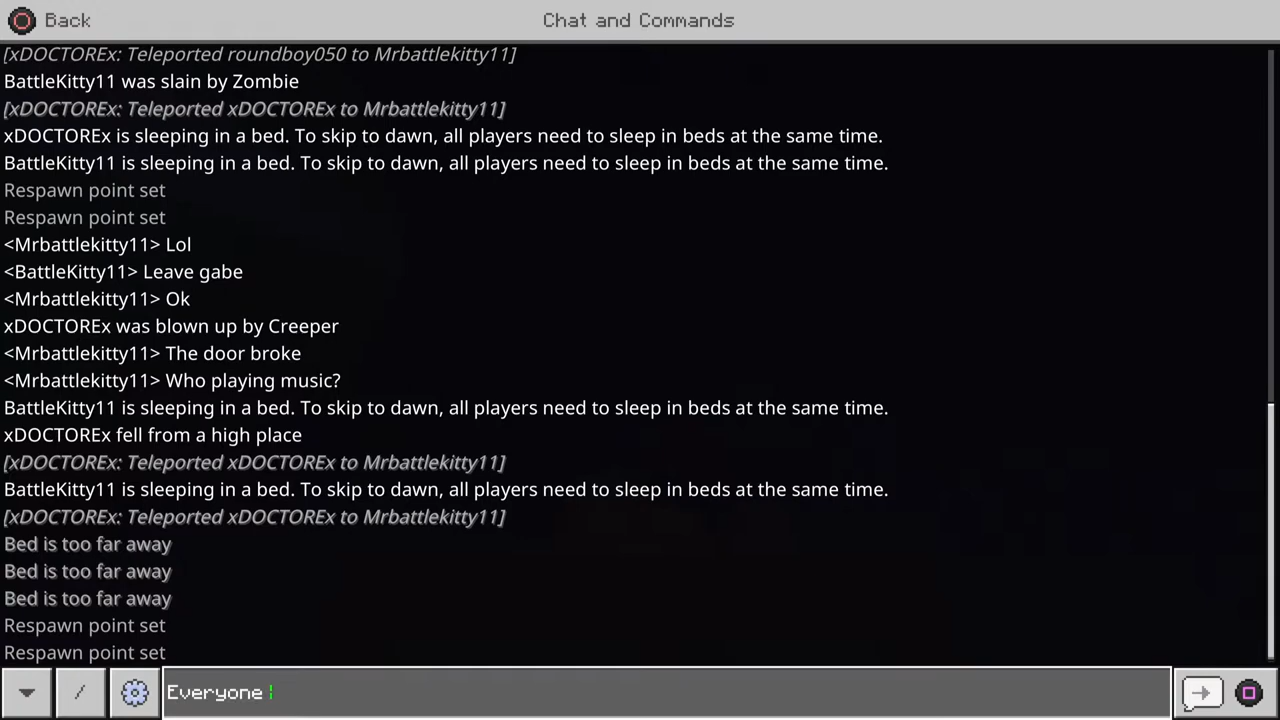 Back
Chat and Commands
[xDOCTOREx: Teleported roundboy050 to Mrbattlekitty11]
BattleKitty11 was slain by Zombie
[xDOCTOREx: Teleported xDOCTOREx to Mrbattlekitty11]
xDOCTOREx is sleeping in a bed. To skip to dawn, all players need to sleep in beds at the same time.
BattleKitty11 is sleeping in a bed. To skip to dawn, all players need to sleep in beds at the same time.
Respawn point set
Respawn point set
<Mrbattlekitty11> Lol
<BattleKitty11> Leave gabe
<Mrbattlekitty11> Ok
xDOCTOREx was blown up by Creeper
<Mrbattlekitty11> The door broke
<Mrbattlekitty11> Who playing music?
BattleKitty11 is sleeping in a bed. To skip to dawn, all players need to sleep in beds at the same time.
xDOCTOREx fell from a high place
[xDOCTOREx: Teleported xDOCTOREx to Mrbattlekitty11]
BattleKitty11 is sleeping in a bed. To skip to dawn, all players need to sleep in beds at the same time.
[xDOCTOREx: Teleported xDOCTOREx to Mrbattlekitty11]
Bed is too far away
Bed is too far away
Bed is too far away
Respawn point set
Respawn point set
/
Everyone